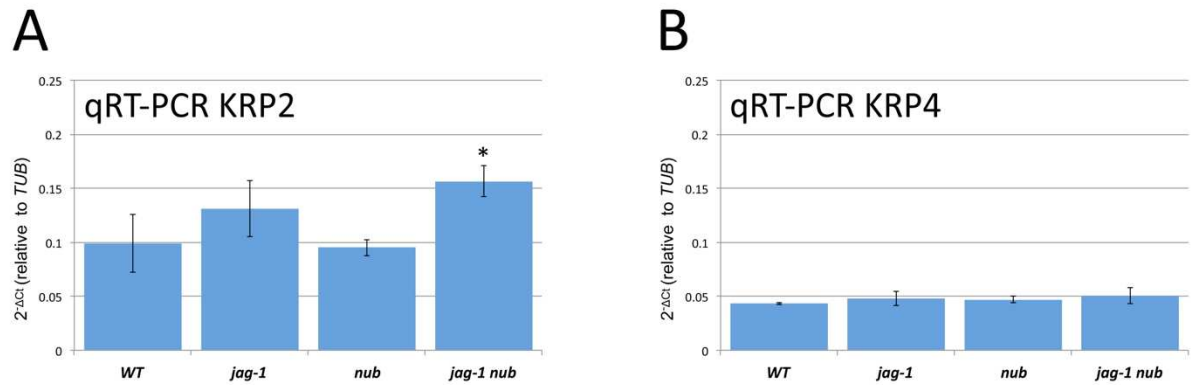 A
qRT-PCR KRP2
2^-ΔCt (relative to TUB)
0.25
0.2
0.15
0.1
0.05
0
*
WT jag-1 nub jag-1 nub
B
qRT-PCR KRP4
2^-ΔCt (relative to TUB)
0.25
0.2
0.15
0.1
0.05
0
WT jag-1 nub jag-1 nub